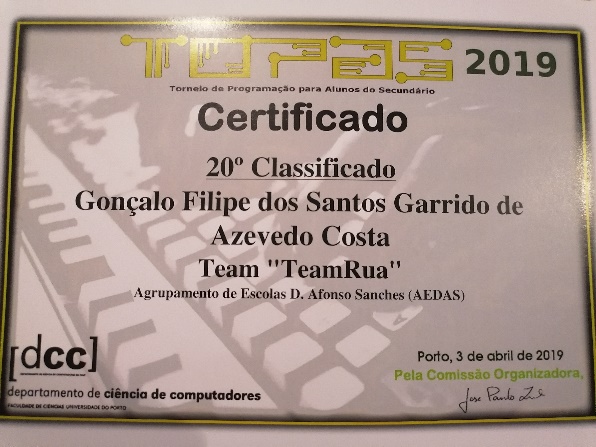 TOPAS 2019
Torneio de Programação para Alunos do Secundário
Certificado
20º Classificado
Gonçalo Filipe dos Santos Garrido de
Azevedo Costa
Team "TeamRua"
Agrupamento de Escolas D. Afonso Sanches (AEDAS)
Porto, 3 de abril de 2019
Pela Comissão Organizadora,
José Paulo
[dcc]
departamento de ciência de computadores
FACULDADE DE CIÊNCIAS UNIVERSIDADE DO PORTO